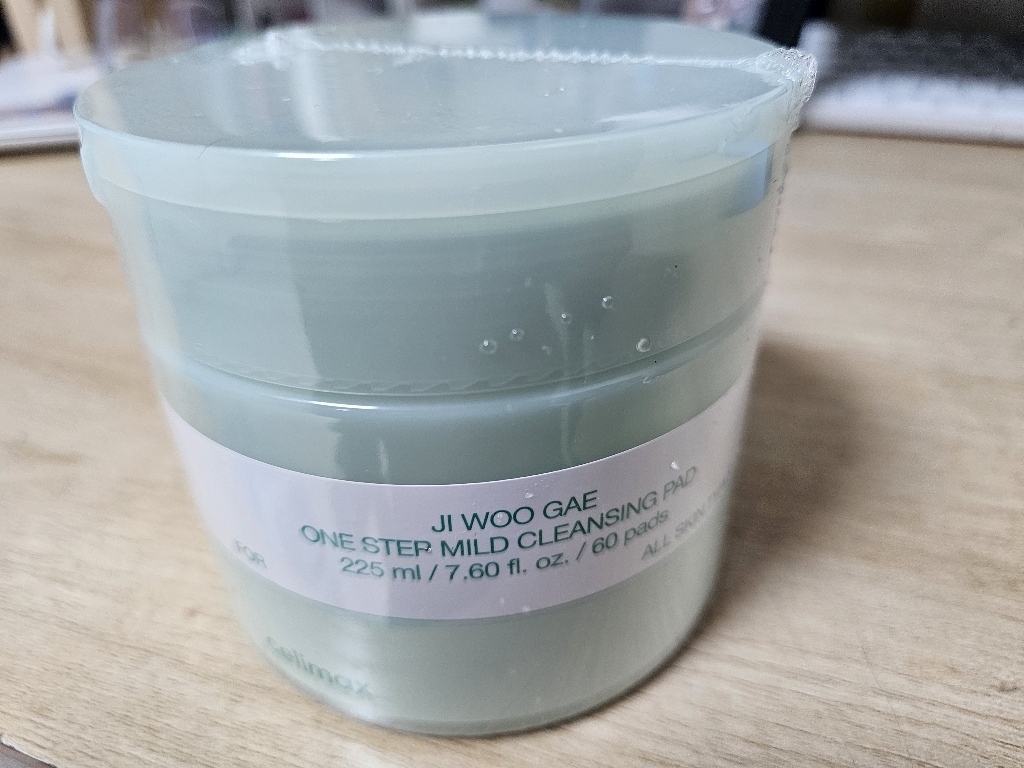 JI WOO GAE
ONE STEP MILD CLEANSING PAD
225 ml / 7.60 fl. oz. / 60 pads
FOR
ALL SKIN
celimax